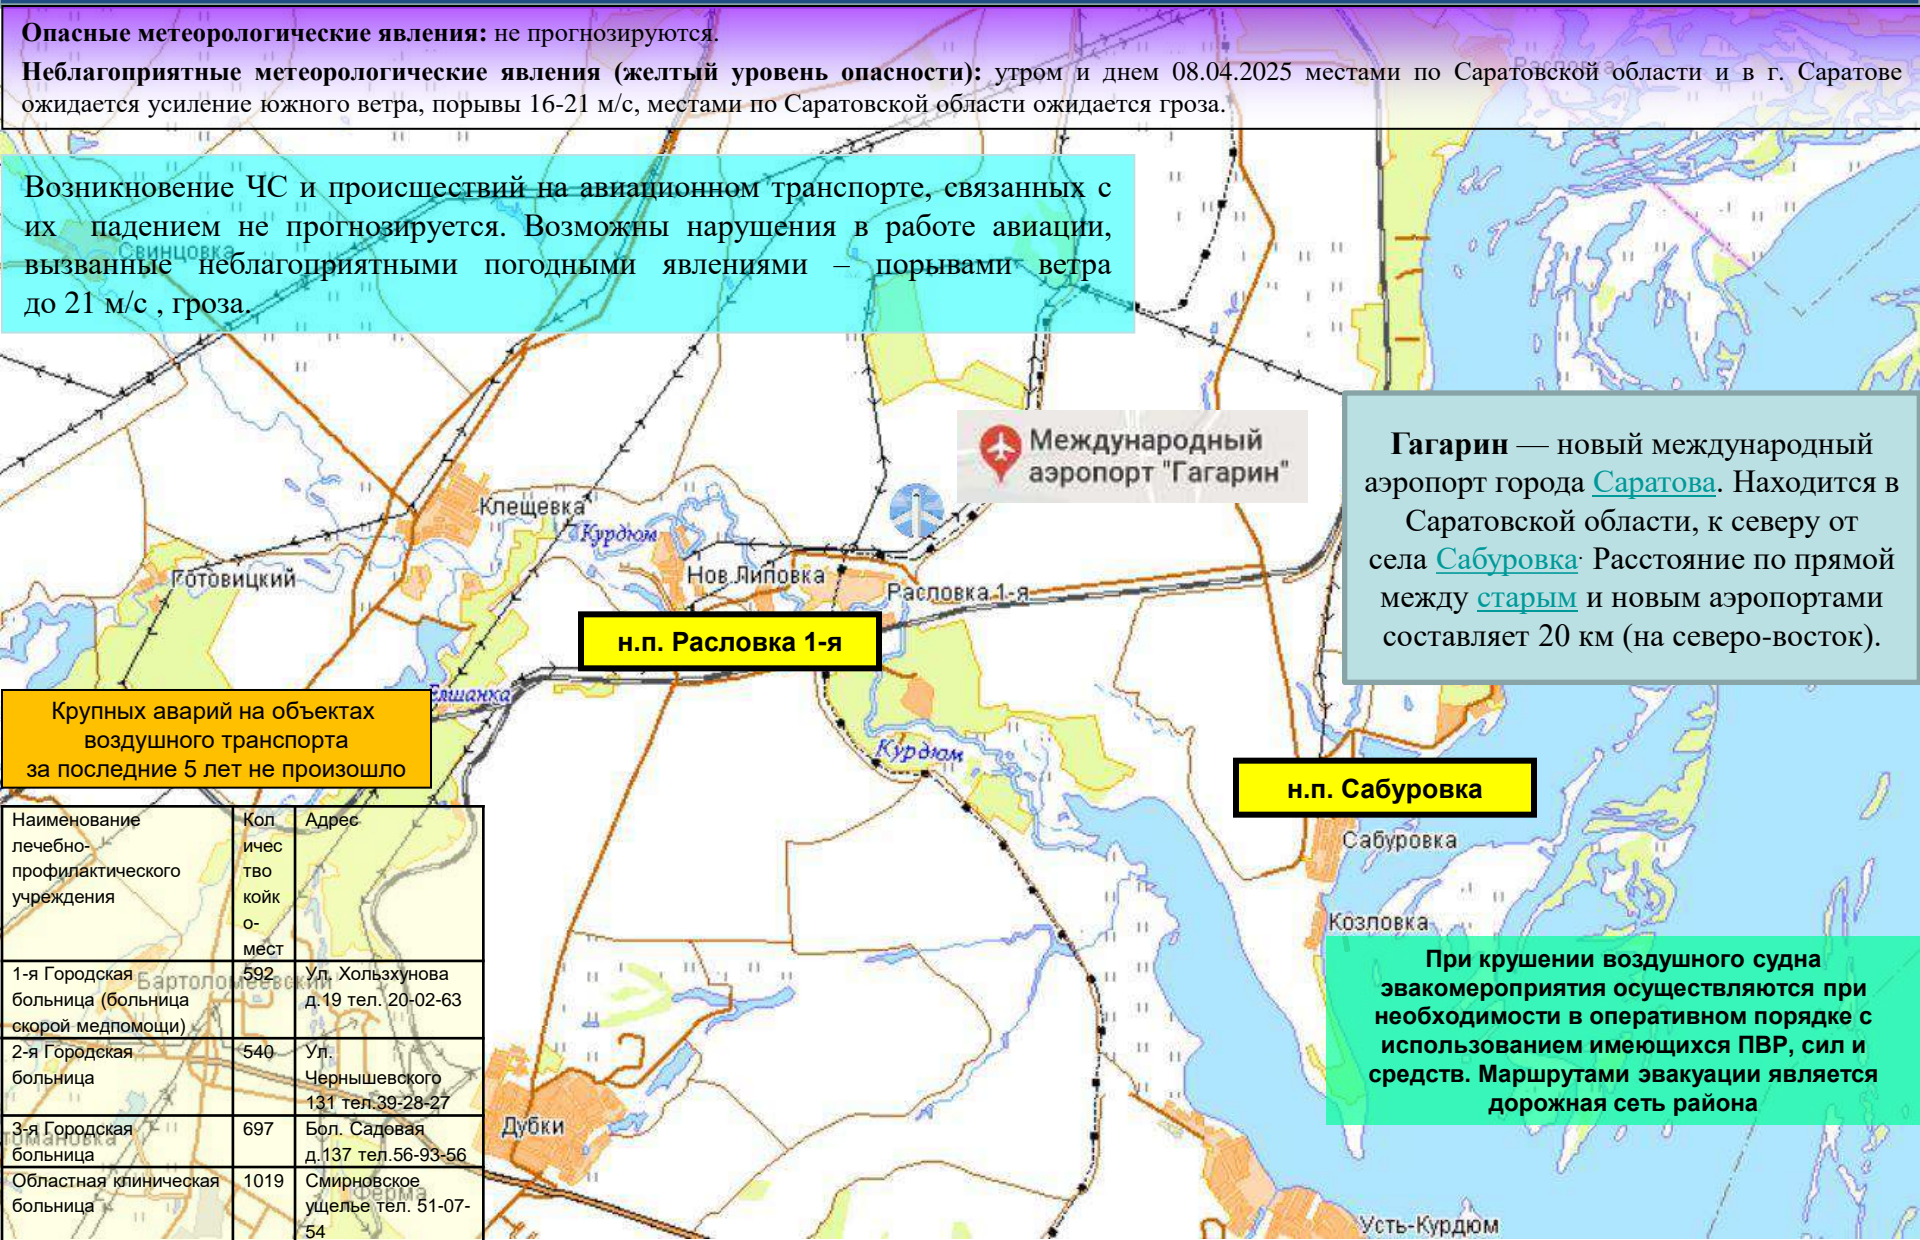 Опасные метеорологические явления: не прогнозируются.
Неблагоприятные метеорологические явления (желтый уровень опасности): утром и днем 08.04.2025 местами по Саратовской области и в г. Саратове
ожидается усиление южного ветра, порывы 16-21 м/с, местами по Саратовской области ожидается гроза.
Расловка
Возникновение ЧС и происшествий на авиационном транспорте, связанных с
их падением не прогнозируется. Возможны нарушения в работе авиации,
вызванные неблагоприятными погодными явлениями – порывами ветра
до 21 м/с , гроза.
Свинцовка
Международный
аэропорт "Гагарин"
Гагарин — новый международный
аэропорт города Саратова. Находится в
Саратовской области, к северу от
села Сабуровка. Расстояние по прямой
между старым и новым аэропортами
составляет 20 км (на северо-восток).
Клещевка
Курдюм
Готовицкий
Нов.Липовка
Расловка 1-я
н.п. Расловка 1-я
Елшанка
Крупных аварий на объектах
воздушного транспорта
за последние 5 лет не произошло
Курдюм
н.п. Сабуровка
Сабуровка
Козловка
Наименование
лечебно-
профилактического
учреждения
Кол
ичес
тво
койк
о-
мест
Адрес
1-я Городская
больница (больница
скорой медпомощи)
592
Ул. Хользхунова
д.19 тел. 20-02-63
Бартоломеевский
2-я Городская
больница
540
Ул.
Чернышевского
131 тел.39-28-27
3-я Городская
больница
697
Бол. Садовая
д.137 тел.56-93-56
Областная клиническая
больница
1019
Смирновское
ущелье тел. 51-07-
54
Ферма
Дубки
При крушении воздушного судна
эвакомероприятия осуществляются при
необходимости в оперативном порядке с
использованием имеющихся ПВР, сил и
средств. Маршрутами эвакуации является
дорожная сеть района
Усть-Курдюм